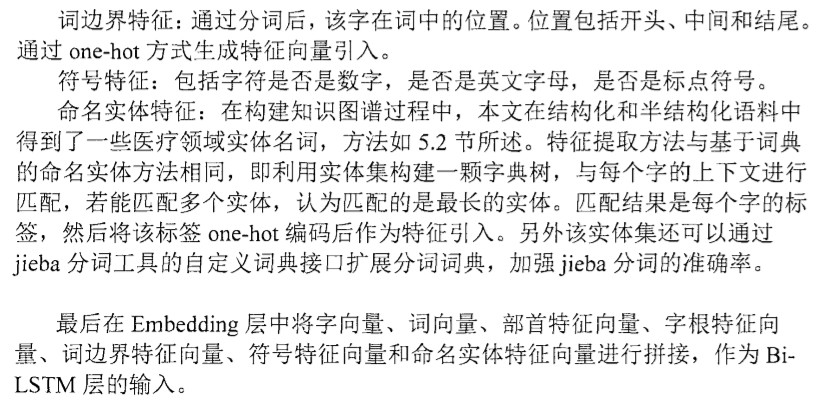 词边界特征：通过分词后，该字在词中的位置。位置包括开头、中间和结尾。
通过 one-hot 方式生成特征向量引入。
符号特征：包括字符是否是数字，是否是英文字母，是否是标点符号。
命名实体特征：在构建知识图谱过程中，本文在结构化和半结构化语料中
得到了一些医疗领域实体名词，方法如 5.2 节所述。特征提取方法与基于词典
的命名实体方法相同，即利用实体集构建一颗字典树，与每个字的上下文进行
匹配，若能匹配多个实体，认为匹配的是最长的实体。匹配结果是每个字的标
签，然后将该标签 one-hot 编码后作为特征引入。另外该实体集还可以通过
jieba 分词工具的自定义词典接口扩展分词词典，加强 jieba 分词的准确率。
最后在 Embedding 层中将字向量、词向量、部首特征向量、字根特征向
量、词边界特征向量、符号特征向量和命名实体特征向量进行拼接，作为 Bi-
LSTM 层的输入。